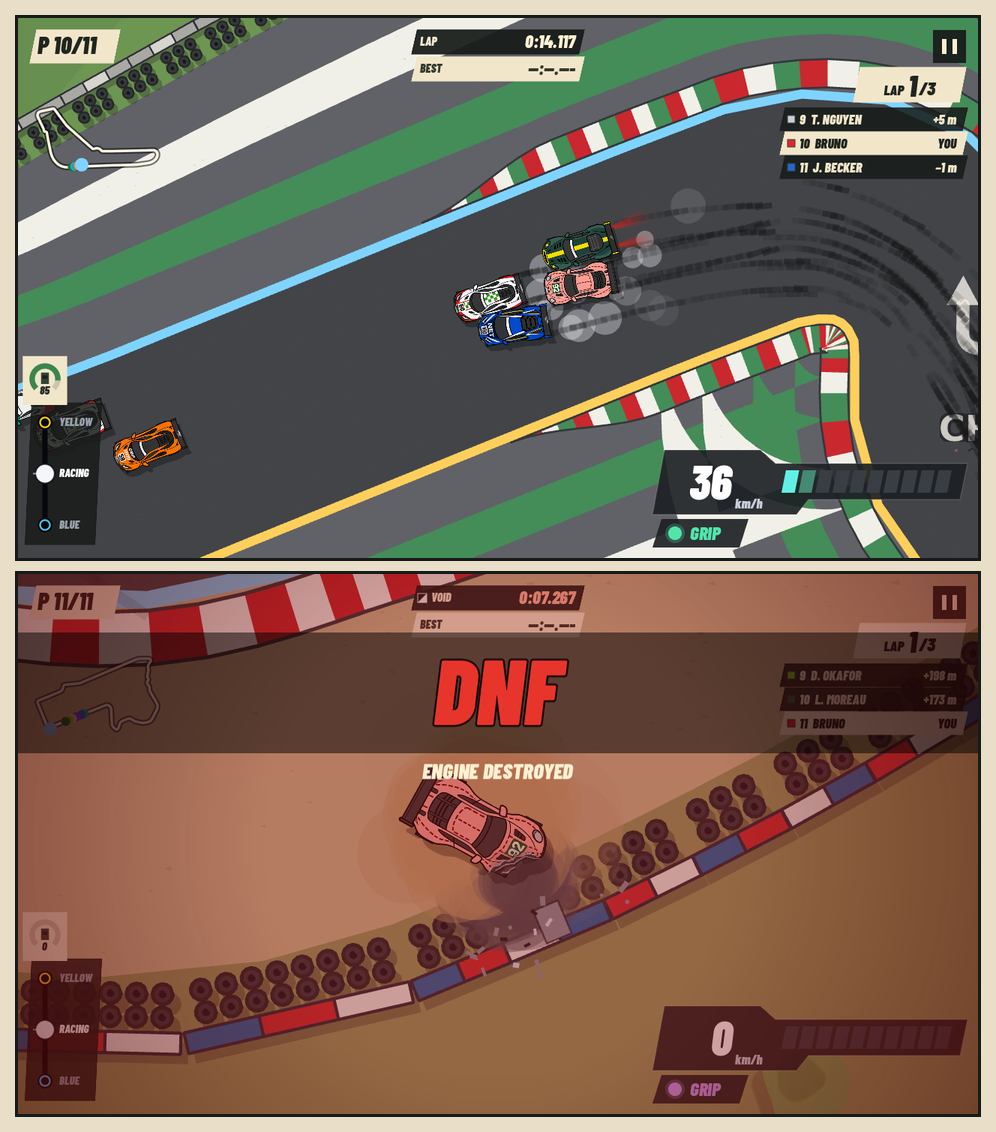 P 10/11
LAP 0:14.117
BEST --:--.---
LAP 1/3
9 T. NGUYEN +5 m
10 BRUNO YOU
11 J. BECKER -1 m
92
85
YELLOW
RACING
BLUE
36 km/h
GRIP
P 11/11
VOID 0:07.267
BEST --:--.---
LAP 1/3
9 D. OKAFOR +198 m
10 L. MOREAU +173 m
11 BRUNO YOU
DNF
ENGINE DESTROYED
92
0
YELLOW
RACING
BLUE
0 km/h
GRIP